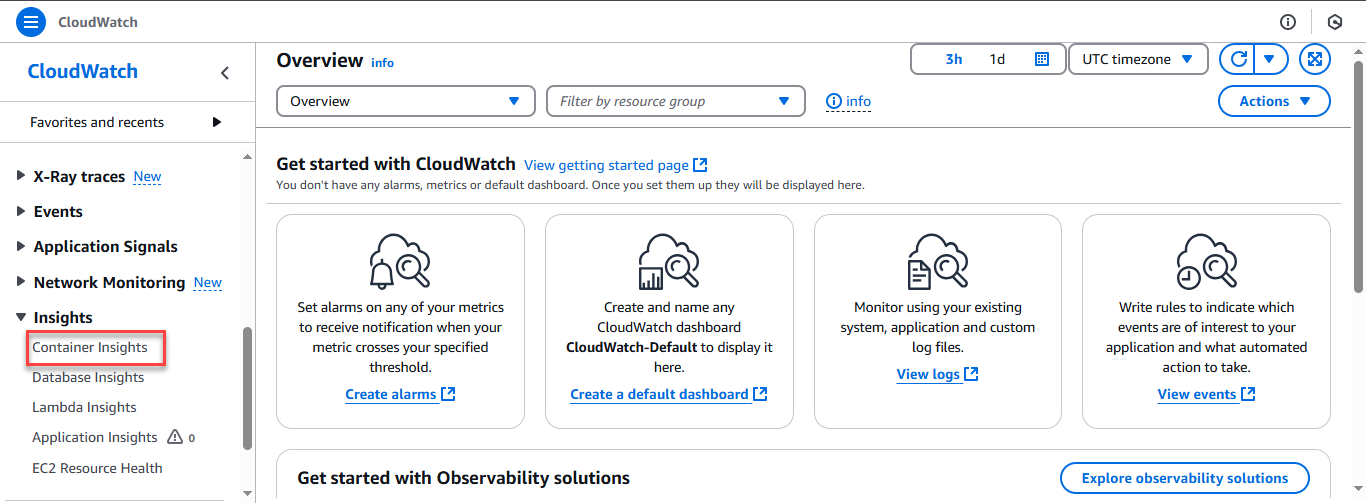 CloudWatch
CloudWatch
Favorites and recents
X-Ray traces New
Events
Application Signals
Network Monitoring New
Insights
Container Insights
Database Insights
Lambda Insights
Application Insights 0
EC2 Resource Health
Overview info
3h 1d UTC timezone
Overview Filter by resource group info Actions
Get started with CloudWatch View getting started page
You don't have any alarms, metrics or default dashboard. Once you set them up they will be displayed here.
Set alarms on any of your metrics
to receive notification when your
metric crosses your specified
threshold.
Create alarms
Create and name any
CloudWatch dashboard
CloudWatch-Default to display it
here.
Create a default dashboard
Monitor using your existing
system, application and custom
log files.
View logs
Write rules to indicate which
events are of interest to your
application and what automated
action to take.
View events
Get started with Observability solutions Explore observability solutions